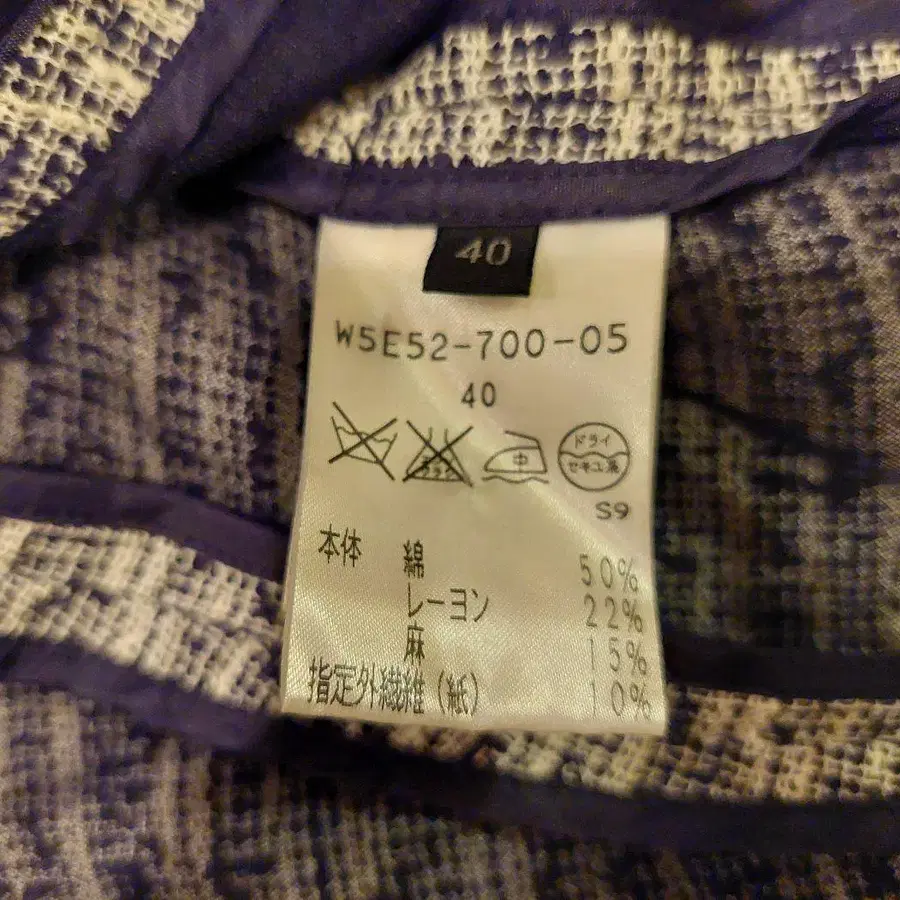 40
W5E52-700-05
40
中
ドライ
セキユ系
S9
本体 綿 50%
レーヨン 22%
麻 15%
指定外繊維（紙） 10%